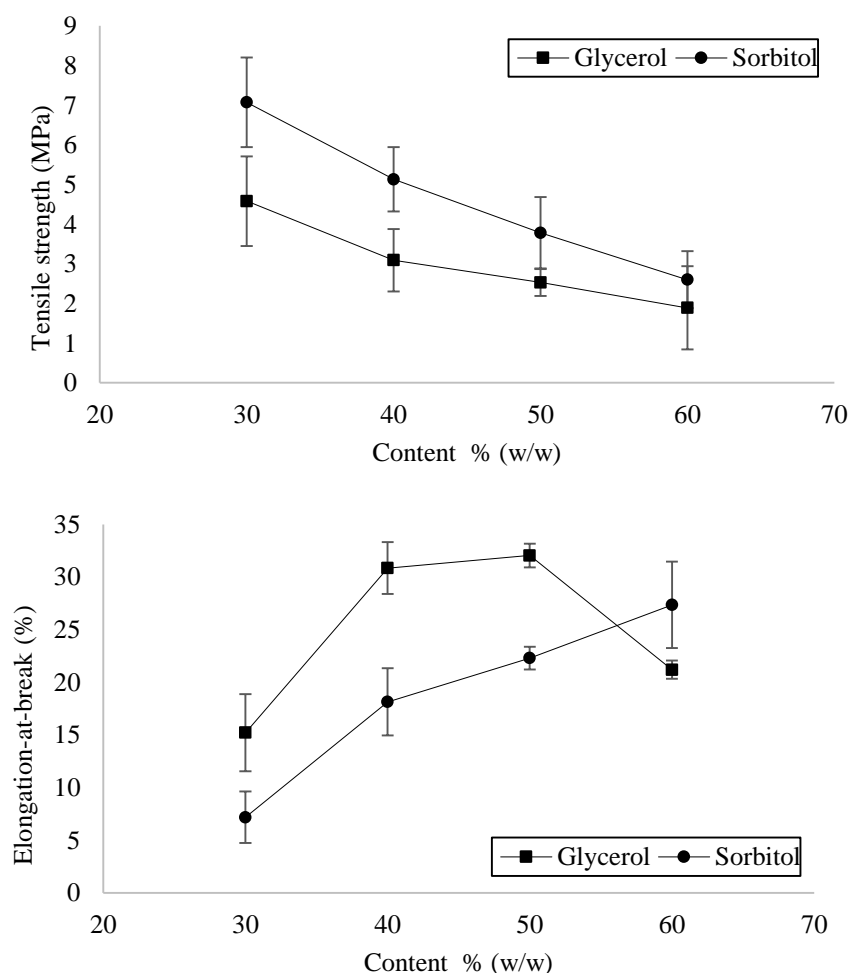 9
8
7
6
5
4
3
2
1
0
Tensile strength (MPa)
Glycerol Sorbitol
20 30 40 50 60 70
Content % (w/w)
35
30
25
20
15
10
5
0
Elongation-at-break (%)
Glycerol Sorbitol
20 30 40 50 60 70
Content % (w/w)